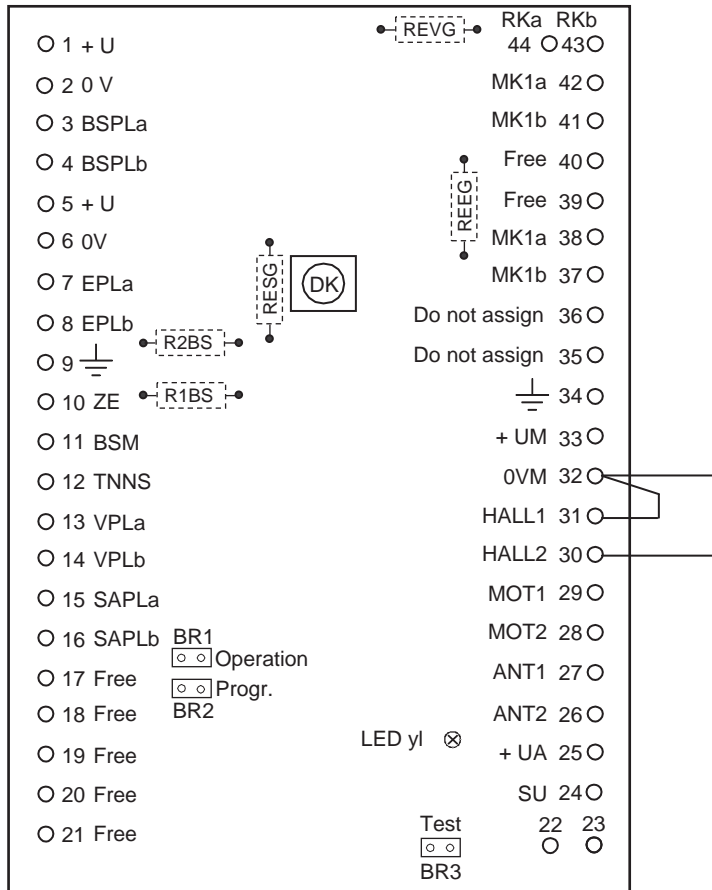 1 + U
2 0 V
3 BSPLa
4 BSPLb
5 + U
6 0V
7 EPLa
8 EPLb
9
10 ZE
11 BSM
12 TNNS
13 VPLa
14 VPLb
15 SAPLa
16 SAPLb
17 Free
18 Free
19 Free
20 Free
21 Free
REVG
REEG
RESG
DK
R2BS
R1BS
BR1
Operation
Progr.
BR2
LED yl
Test
BR3
RKa RKb
44 43
MK1a 42
MK1b 41
Free 40
Free 39
MK1a 38
MK1b 37
Do not assign 36
Do not assign 35
34
+ UM 33
0VM 32
HALL1 31
HALL2 30
MOT1 29
MOT2 28
ANT1 27
ANT2 26
+ UA 25
SU 24
22 23